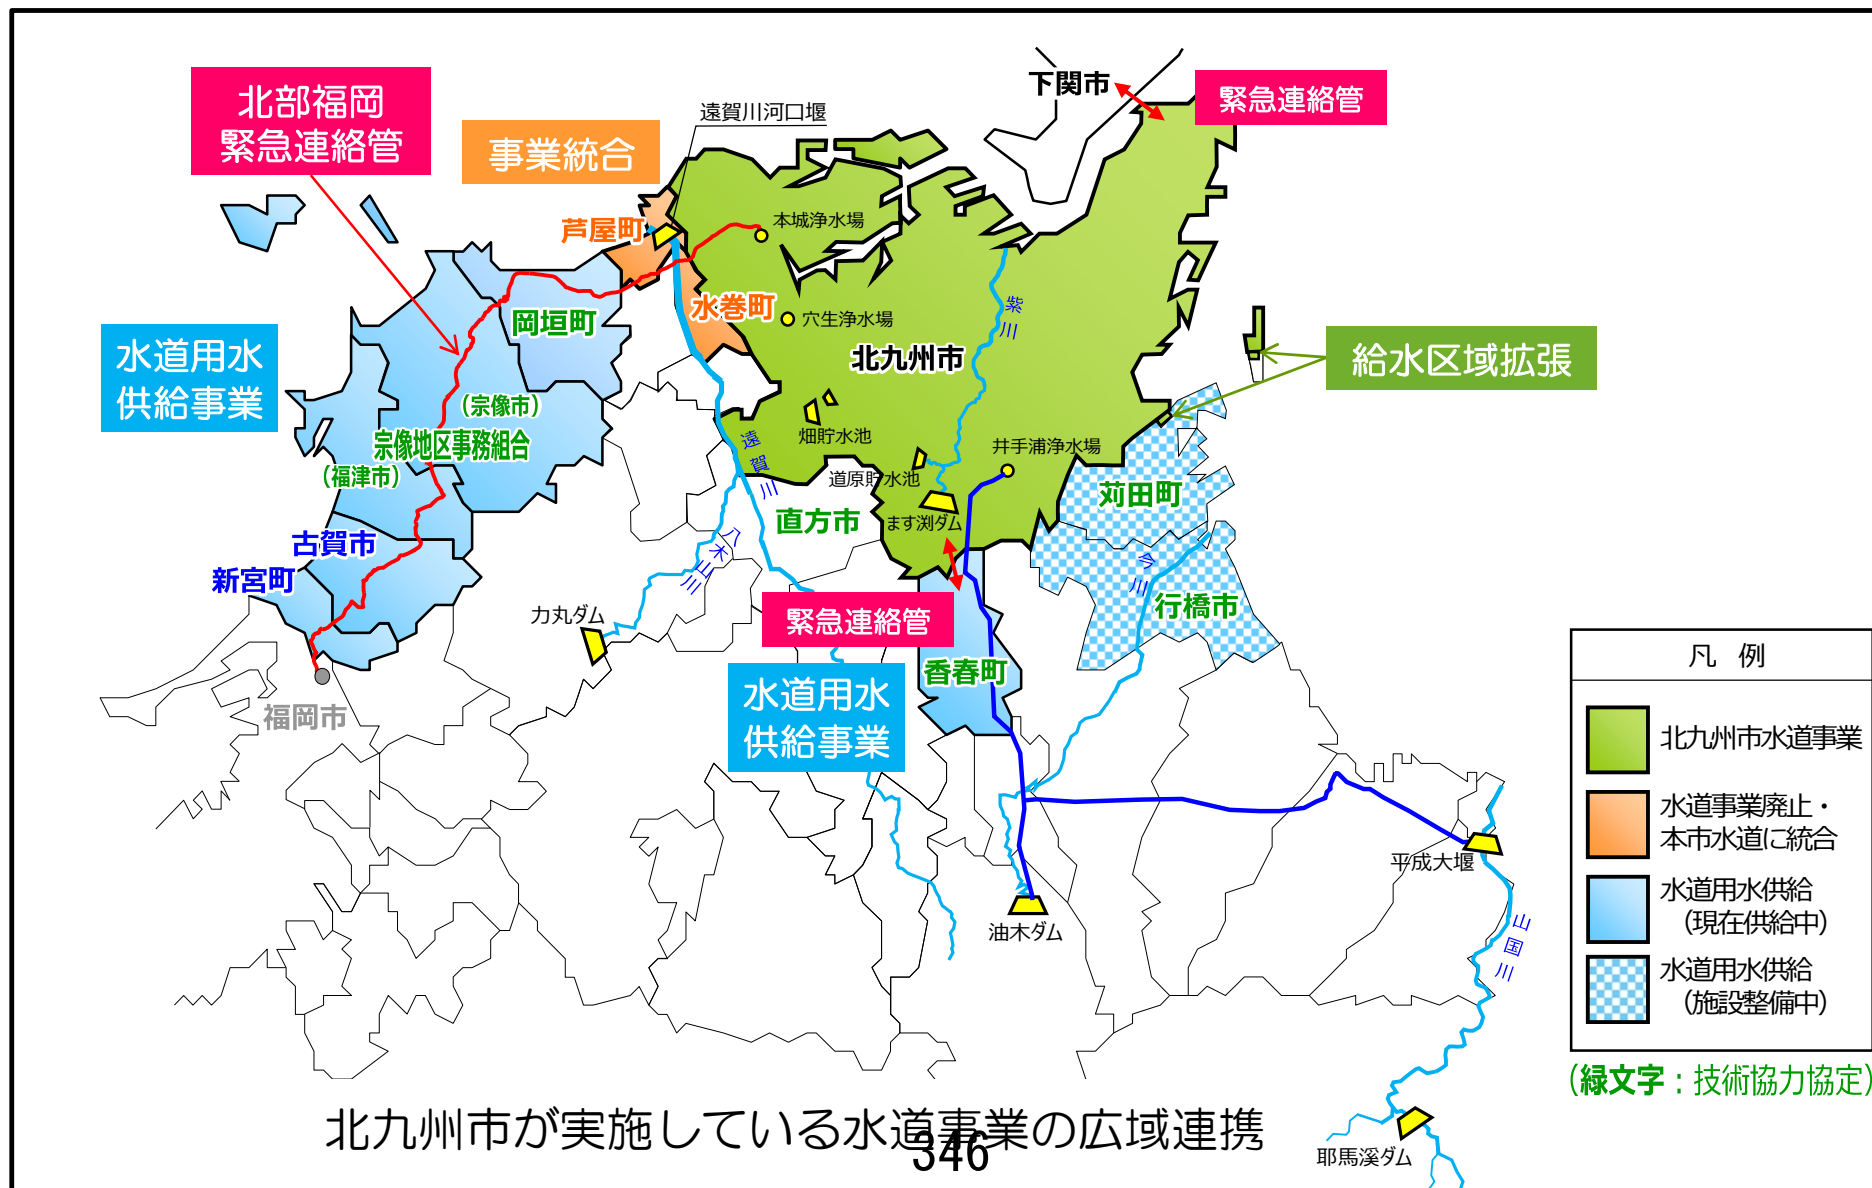 下関市
緊急連絡管
北部福岡
緊急連絡管
遠賀川河口堰
事業統合
芦屋町
本城浄水場
水巻町
岡垣町
穴生浄水場
紫川
北九州市
給水区域拡張
水道用水
供給事業
(宗像市)
宗像地区事務組合
(福津市)
畑貯水池
遠賀川
道原貯水池
井手浦浄水場
ます渕ダム
苅田町
直方市
古賀市
新宮町
八木山川
今川
行橋市
力丸ダム
緊急連絡管
香春町
水道用水
供給事業
福岡市
平成大堰
油木ダム
山国川
耶馬溪ダム
凡 例
北九州市水道事業
水道事業廃止・
本市水道に統合
水道用水供給
(現在供給中)
水道用水供給
(施設整備中)
(緑文字：技術協力協定)
北九州市が実施している水道事業の広域連携
346